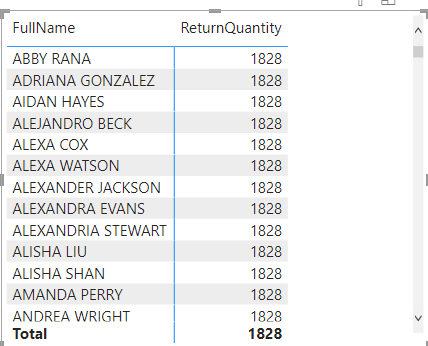 FullName ReturnQuantity
ABBY RANA 1828
ADRIANA GONZALEZ 1828
AIDAN HAYES 1828
ALEJANDRO BECK 1828
ALEXA COX 1828
ALEXA WATSON 1828
ALEXANDER JACKSON 1828
ALEXANDRA EVANS 1828
ALEXANDRIA STEWART 1828
ALISHA LIU 1828
ALISHA SHAN 1828
AMANDA PERRY 1828
ANDREA WRIGHT 1828
Total 1828